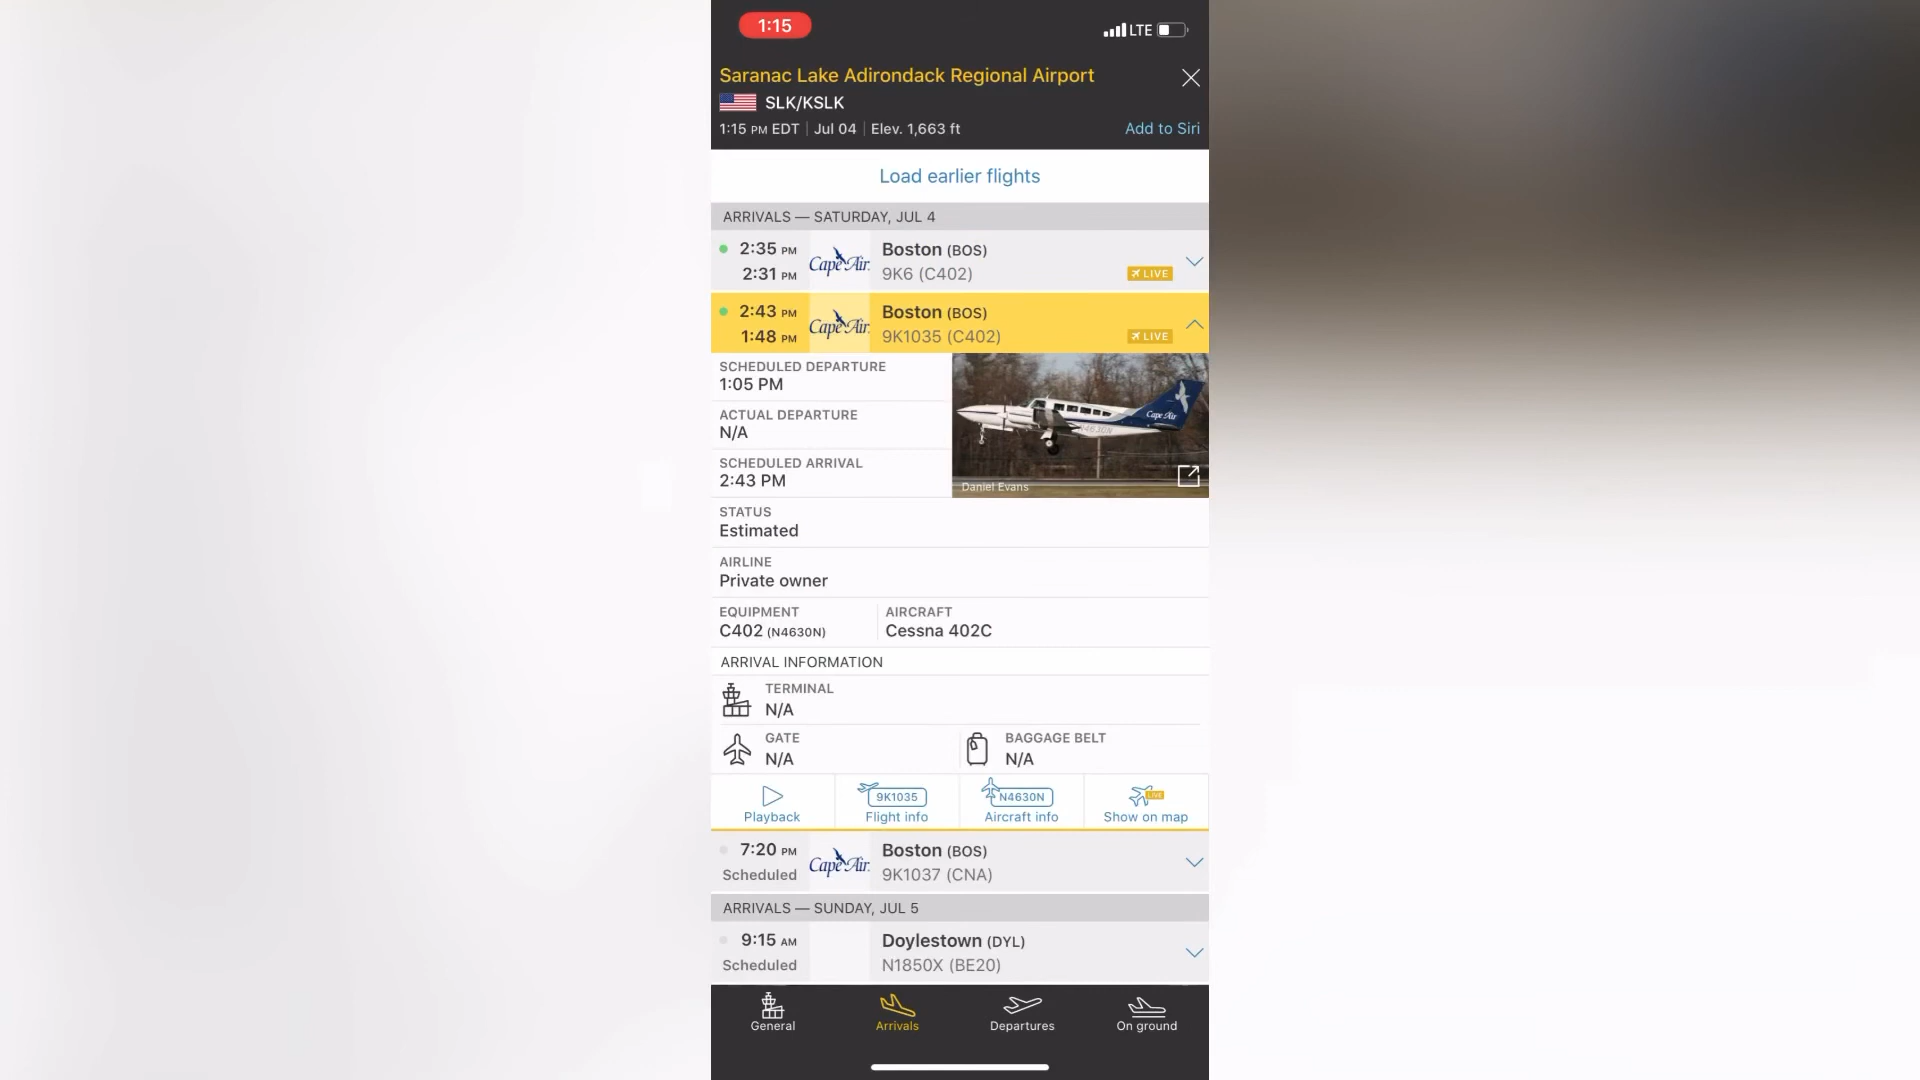 1:15
LTE
Saranac Lake Adirondack Regional Airport
SLK/KSLK
1:15 PM EDT | Jul 04 | Elev. 1,663 ft
Add to Siri
Load earlier flights
ARRIVALS — SATURDAY, JUL 4
2:35 PM
2:31 PM
Cape Air
Boston (BOS)
9K6 (C402)
LIVE
2:43 PM
1:48 PM
Cape Air
Boston (BOS)
9K1035 (C402)
LIVE
SCHEDULED DEPARTURE
1:05 PM
ACTUAL DEPARTURE
N/A
SCHEDULED ARRIVAL
2:43 PM
Cape Air
N4630N
Daniel Evans
STATUS
Estimated
AIRLINE
Private owner
EQUIPMENT
C402 (N4630N)
AIRCRAFT
Cessna 402C
ARRIVAL INFORMATION
TERMINAL
N/A
GATE
N/A
BAGGAGE BELT
N/A
Playback
9K1035
Flight info
N4630N
Aircraft info
LIVE
Show on map
7:20 PM
Scheduled
Cape Air
Boston (BOS)
9K1037 (CNA)
ARRIVALS — SUNDAY, JUL 5
9:15 AM
Scheduled
Doylestown (DYL)
N1850X (BE20)
General
Arrivals
Departures
On ground